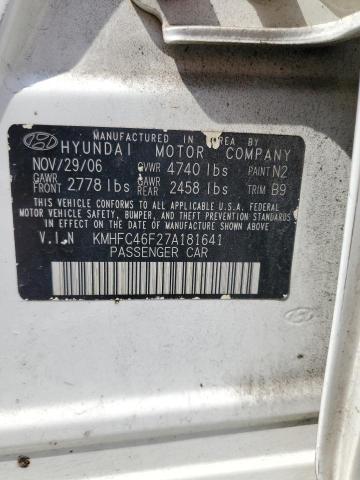 MANUFACTURED IN KOREA BY
HYUNDAI MOTOR COMPANY
NOV/29/06 GVWR 4740 lbs PAINT N2
GAWR FRONT 2778 lbs GAWR REAR 2458 lbs TRIM B9
THIS VEHICLE CONFORMS TO ALL APPLICABLE U.S.A. FEDERAL
MOTOR VEHICLE SAFETY, BUMPER, AND THEFT PREVENTION STANDARDS
IN EFFECT ON THE DATE OF MANUFACTURE SHOWN ABOVE.
V.I.N KMHFC46F27A181641
PASSENGER CAR